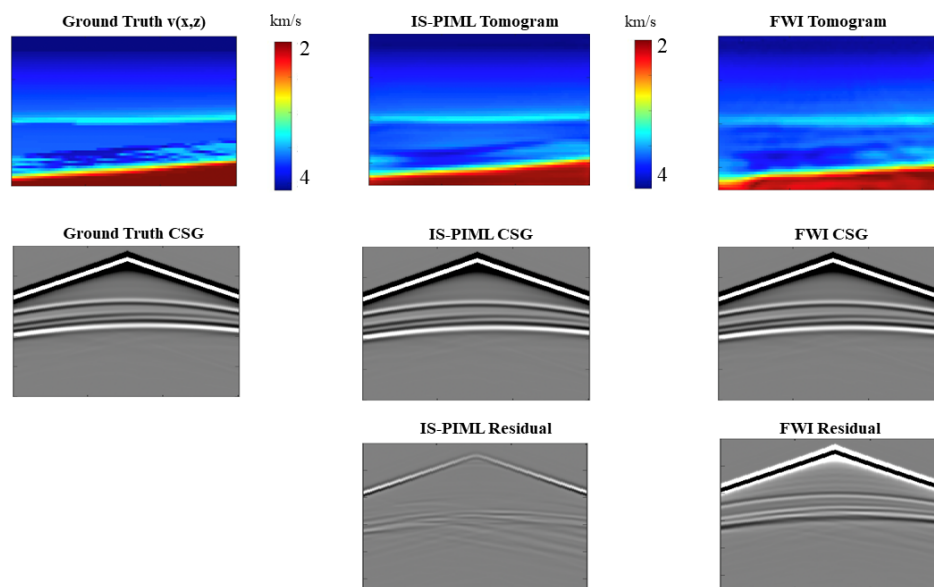 Ground Truth v(x,z)
km/s
IS-PIML Tomogram
km/s
FWI Tomogram
2
4
2
4
Ground Truth CSG
IS-PIML CSG
FWI CSG
IS-PIML Residual
FWI Residual